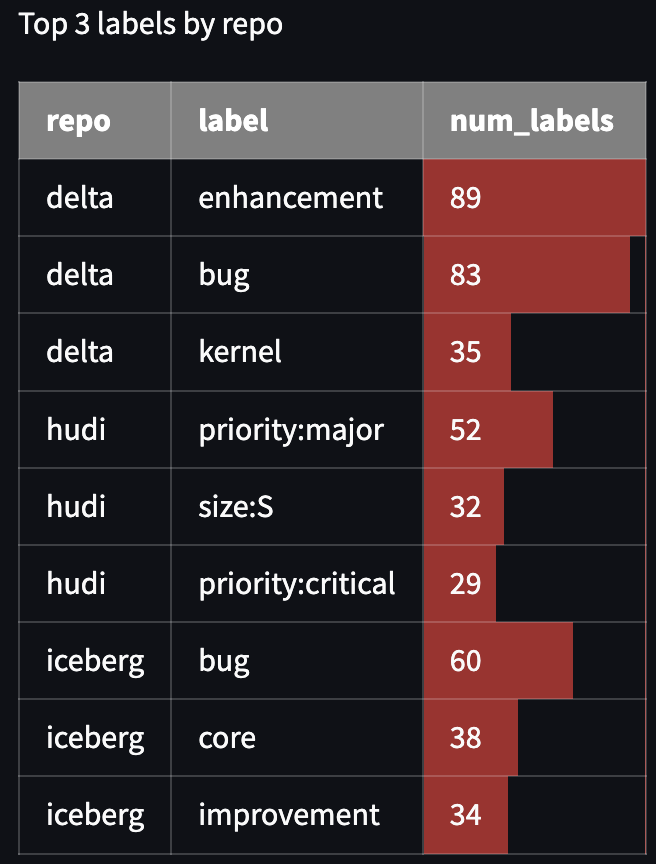 Top 3 labels by repo
repo label num_labels
delta enhancement 89
delta bug 83
delta kernel 35
hudi priority:major 52
hudi size:S 32
hudi priority:critical 29
iceberg bug 60
iceberg core 38
iceberg improvement 34